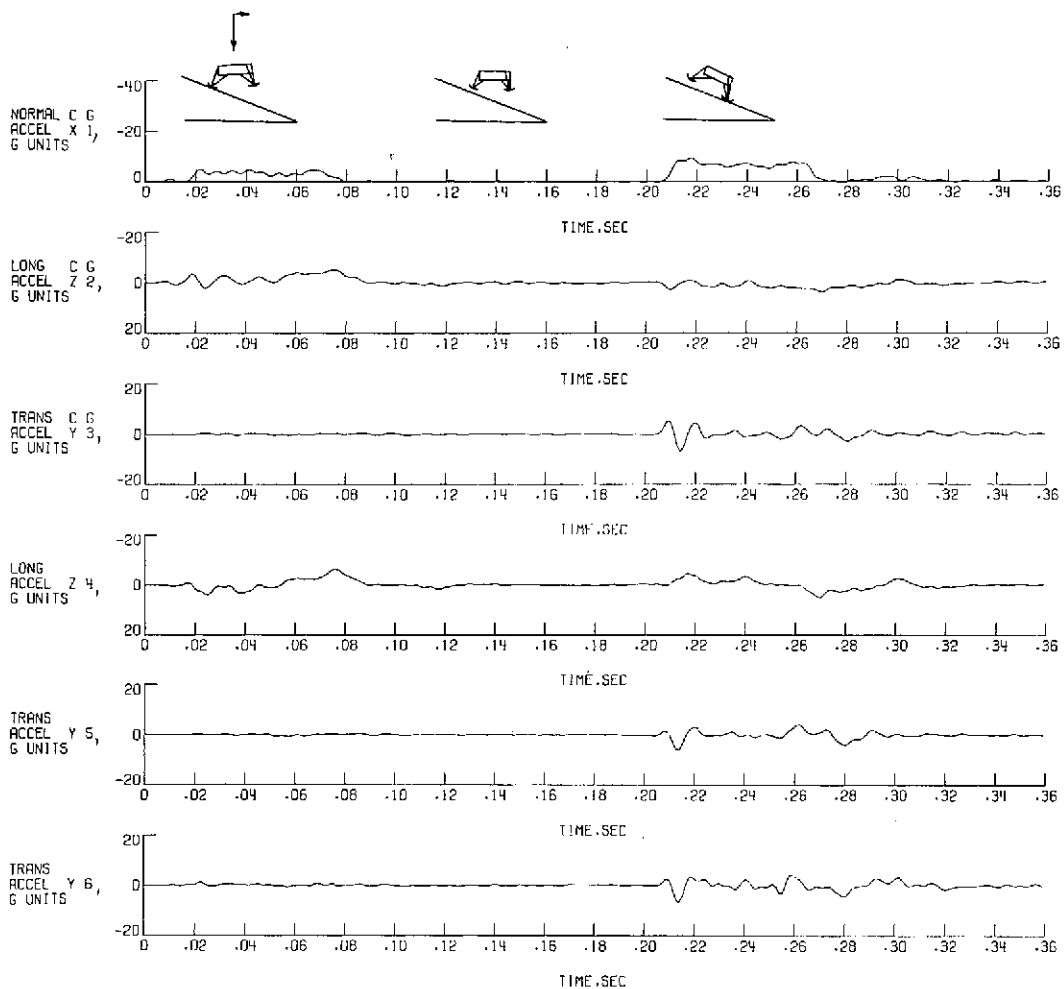 -40
NORMAL C G
ACCEL X 1,
G UNITS
-20
0
0 .02 .04 .06 .08 .10 .12 .14 .16 .18 .20 .22 .24 .26 .28 .30 .32 .34 .36
TIME.SEC
-20
LONG C G
ACCEL Z 2,
G UNITS
0
20
0 .02 .04 .06 .08 .10 .12 .14 .16 .18 .20 .22 .24 .26 .28 .30 .32 .34 .36
TIME.SEC
20
TRANS C G
ACCEL Y 3,
G UNITS
0
-20
0 .02 .04 .06 .08 .10 .12 .14 .16 .18 .20 .22 .24 .26 .28 .30 .32 .34 .36
TIME.SEC
-20
LONG
ACCEL Z 4,
G UNITS
0
20
0 .02 .04 .06 .08 .10 .12 .14 .16 .18 .20 .22 .24 .26 .28 .30 .32 .34 .36
TIME.SEC
20
TRANS
ACCEL Y 5,
G UNITS
0
-20
0 .02 .04 .06 .08 .10 .12 .14 .16 .18 .20 .22 .24 .26 .28 .30 .32 .34 .36
TIME.SEC
20
TRANS
ACCEL Y 6,
G UNITS
0
-20
0 .02 .04 .06 .08 .10 .12 .14 .16 .18 .20 .22 .24 .26 .28 .30 .32 .34 .36
TIME.SEC